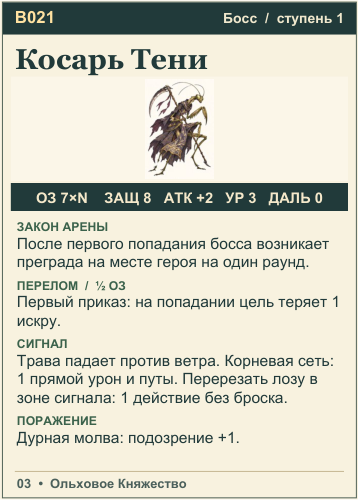 B021
Босс / ступень 1
Косарь Тени
ОЗ 7×N ЗАЩ 8 АТК +2 УР 3 ДАЛЬ 0
ЗАКОН АРЕНЫ
После первого попадания босса возникает
преграда на месте героя на один раунд.
ПЕРЕЛОМ / ½ ОЗ
Первый приказ: на попадании цель теряет 1
искру.
СИГНАЛ
Трава падает против ветра. Корневая сеть:
1 прямой урон и путы. Перерезать лозу в
зоне сигнала: 1 действие без броска.
ПОРАЖЕНИЕ
Дурная молва: подозрение +1.
03 • Ольховое Княжество